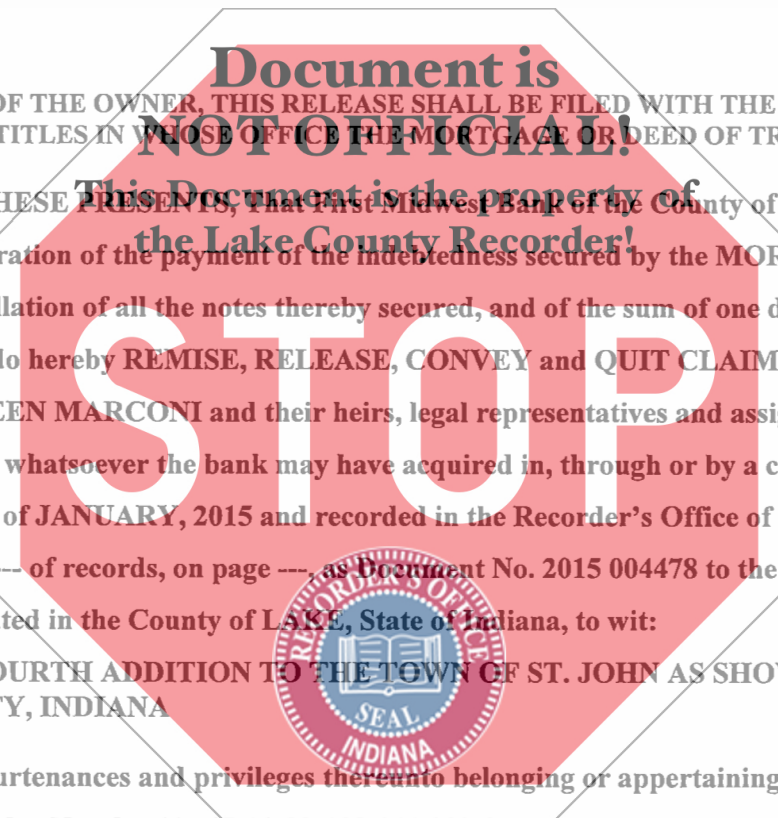 Document is
OF THE OWNER, THIS RELEASE SHALL BE FILED WITH THE
NOT OFFICIAL!
TITLES IN WHOSE OFFICE THE MORTGAGE OR DEED OF TR
This Document is the property of
HESE PRESENTS, That First Midwest Bank of the County of
the Lake County Recorder!
ration of the payment of the indebtedness secured by the MOR
llation of all the notes thereby secured, and of the sum of one d
STOP
do hereby REMISE, RELEASE, CONVEY and QUIT CLAIM
EEN MARCONI and their heirs, legal representatives and assi
whatsoever the bank may have acquired in, through or by a c
of JANUARY, 2015 and recorded in the Recorder’s Office of
--- of records, on page ---, as Document No. 2015 004478 to the
RECORDER'S OFFICE
ted in the County of LAKE, State of Indiana, to wit:
OURTH ADDITION TO THE TOWN OF ST. JOHN AS SHO
TY, INDIANA
SEAL
INDIANA
urtenances and privileges thereunto belonging or appertaining